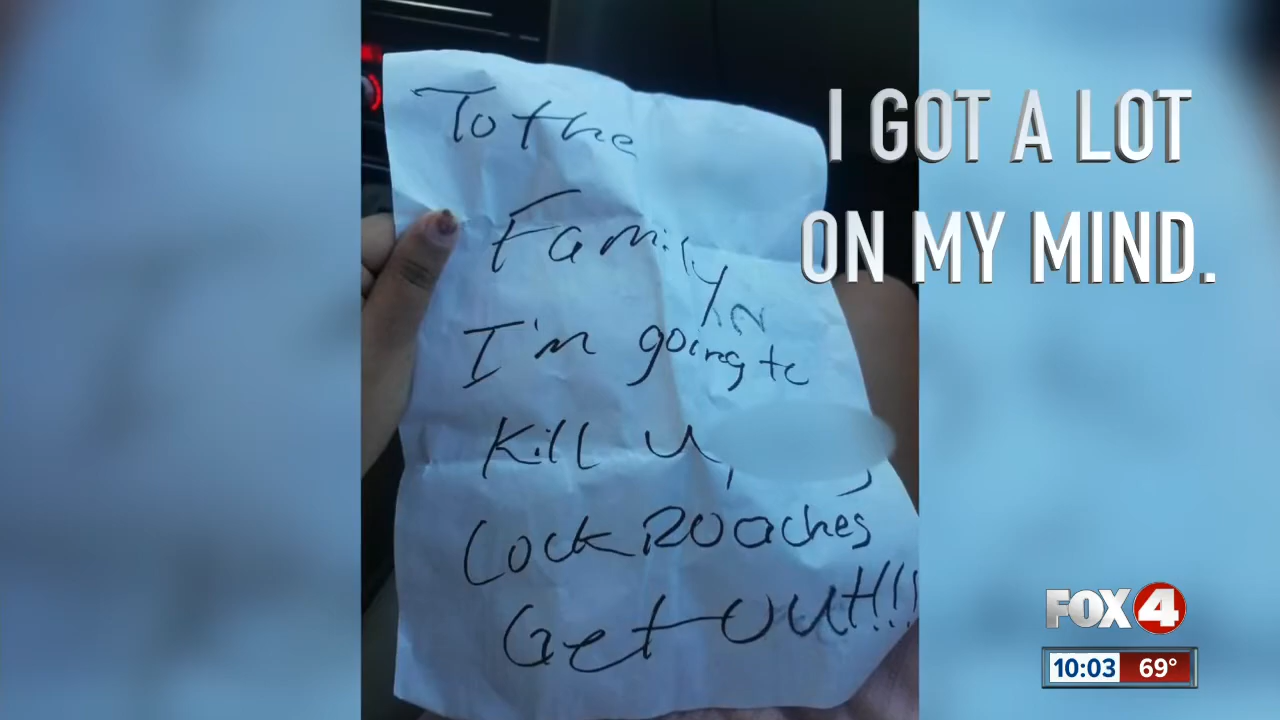 To the
Family
I'm going to
Kill u,
CockRoaches
Get OUt!!!
I GOT A LOT
ON MY MIND.
FOX 4
10:03 69°